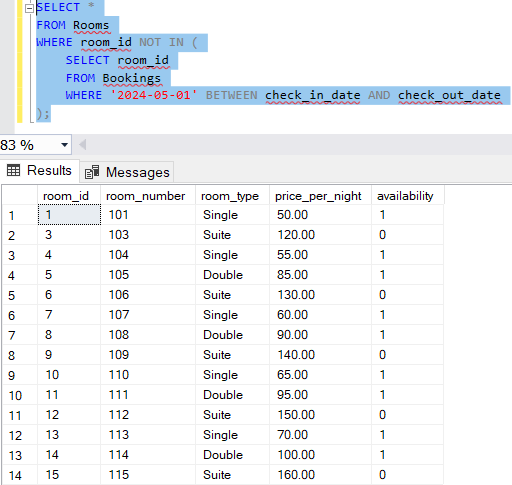 SELECT *
FROM Rooms
WHERE room_id NOT IN (
SELECT room_id
FROM Bookings
WHERE '2024-05-01' BETWEEN check_in_date AND check_out_date
);
83 %
Results Messages
room_id room_number room_type price_per_night availability
1 1 101 Single 50.00 1
2 3 103 Suite 120.00 0
3 4 104 Single 55.00 1
4 5 105 Double 85.00 1
5 6 106 Suite 130.00 0
6 7 107 Single 60.00 1
7 8 108 Double 90.00 1
8 9 109 Suite 140.00 0
9 10 110 Single 65.00 1
10 11 111 Double 95.00 1
11 12 112 Suite 150.00 0
12 13 113 Single 70.00 1
13 14 114 Double 100.00 1
14 15 115 Suite 160.00 0